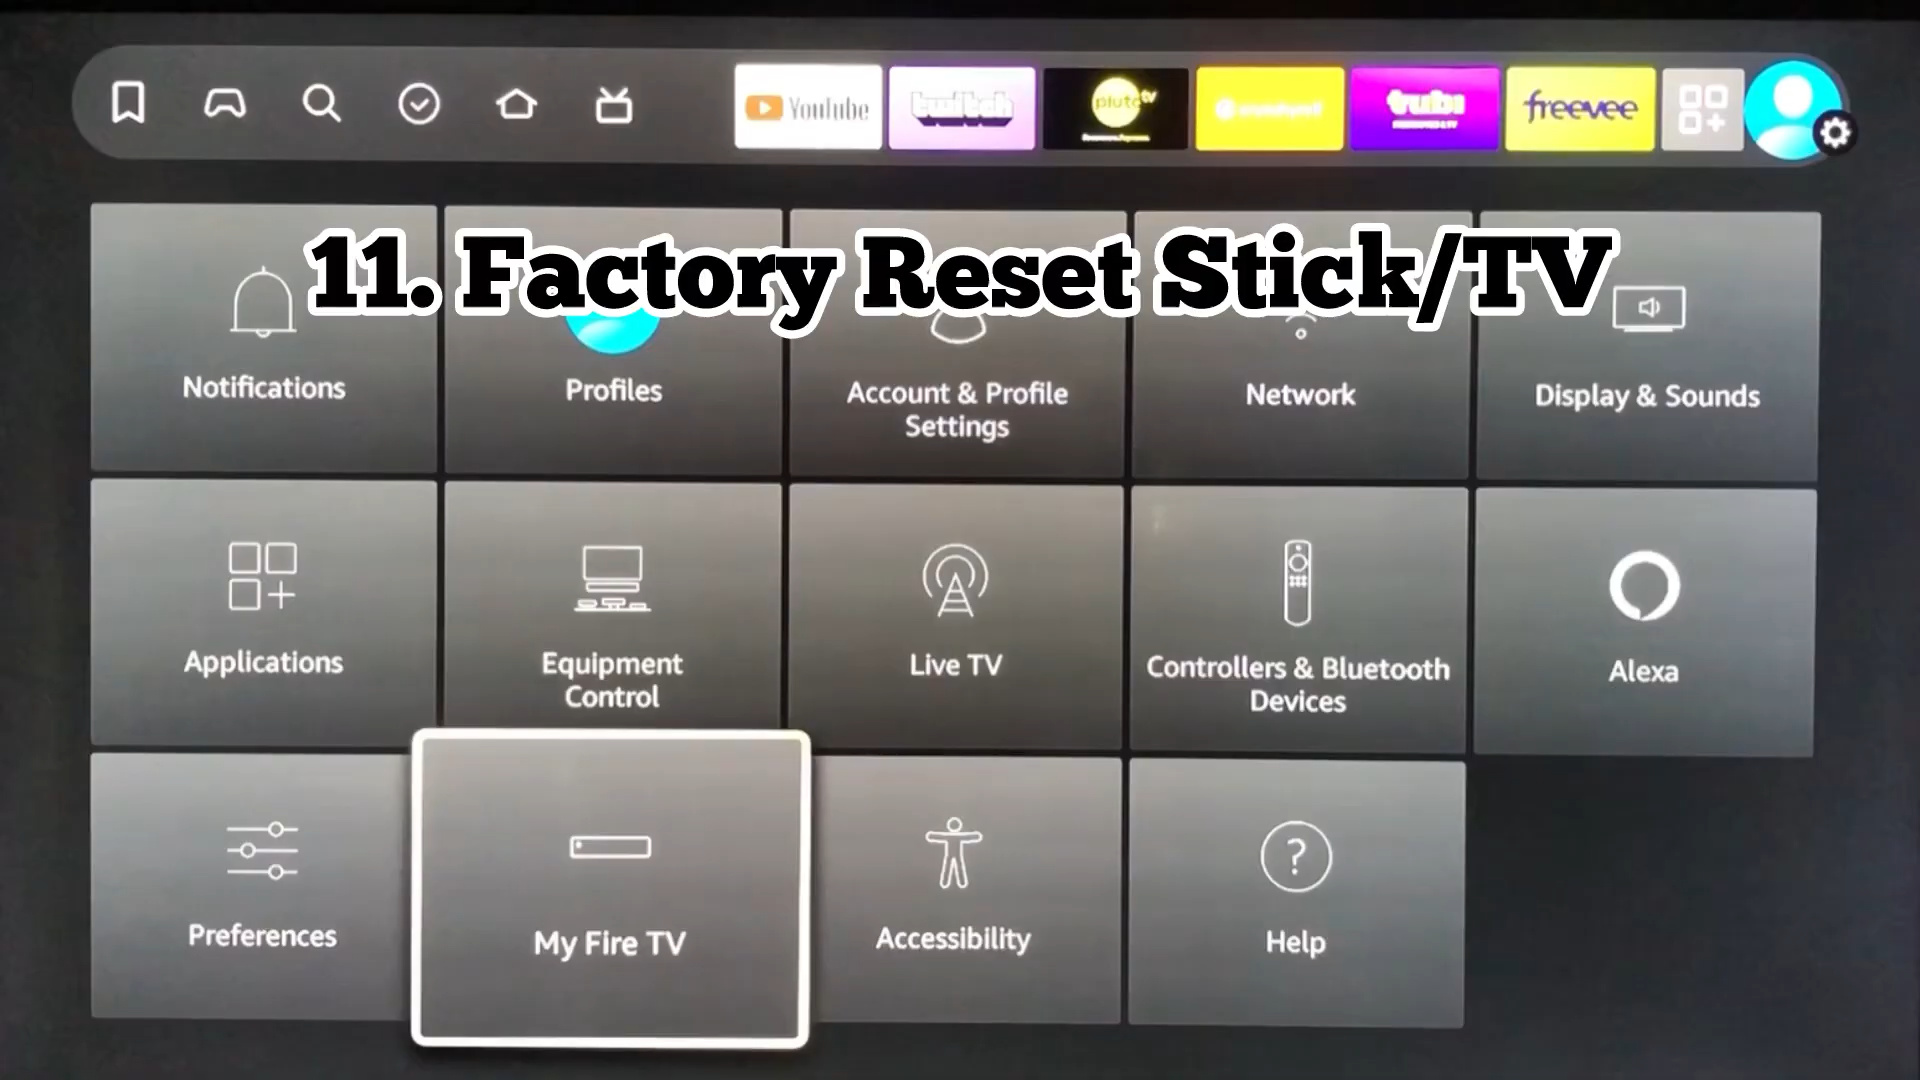 YouTube
twitch
pluto tv
tubi
freevee
11. Factory Reset Stick/TV
Notifications
Profiles
Account & Profile
Settings
Network
Display & Sounds
Applications
Equipment
Control
Live TV
Controllers & Bluetooth
Devices
Alexa
Preferences
My Fire TV
Accessibility
?
Help